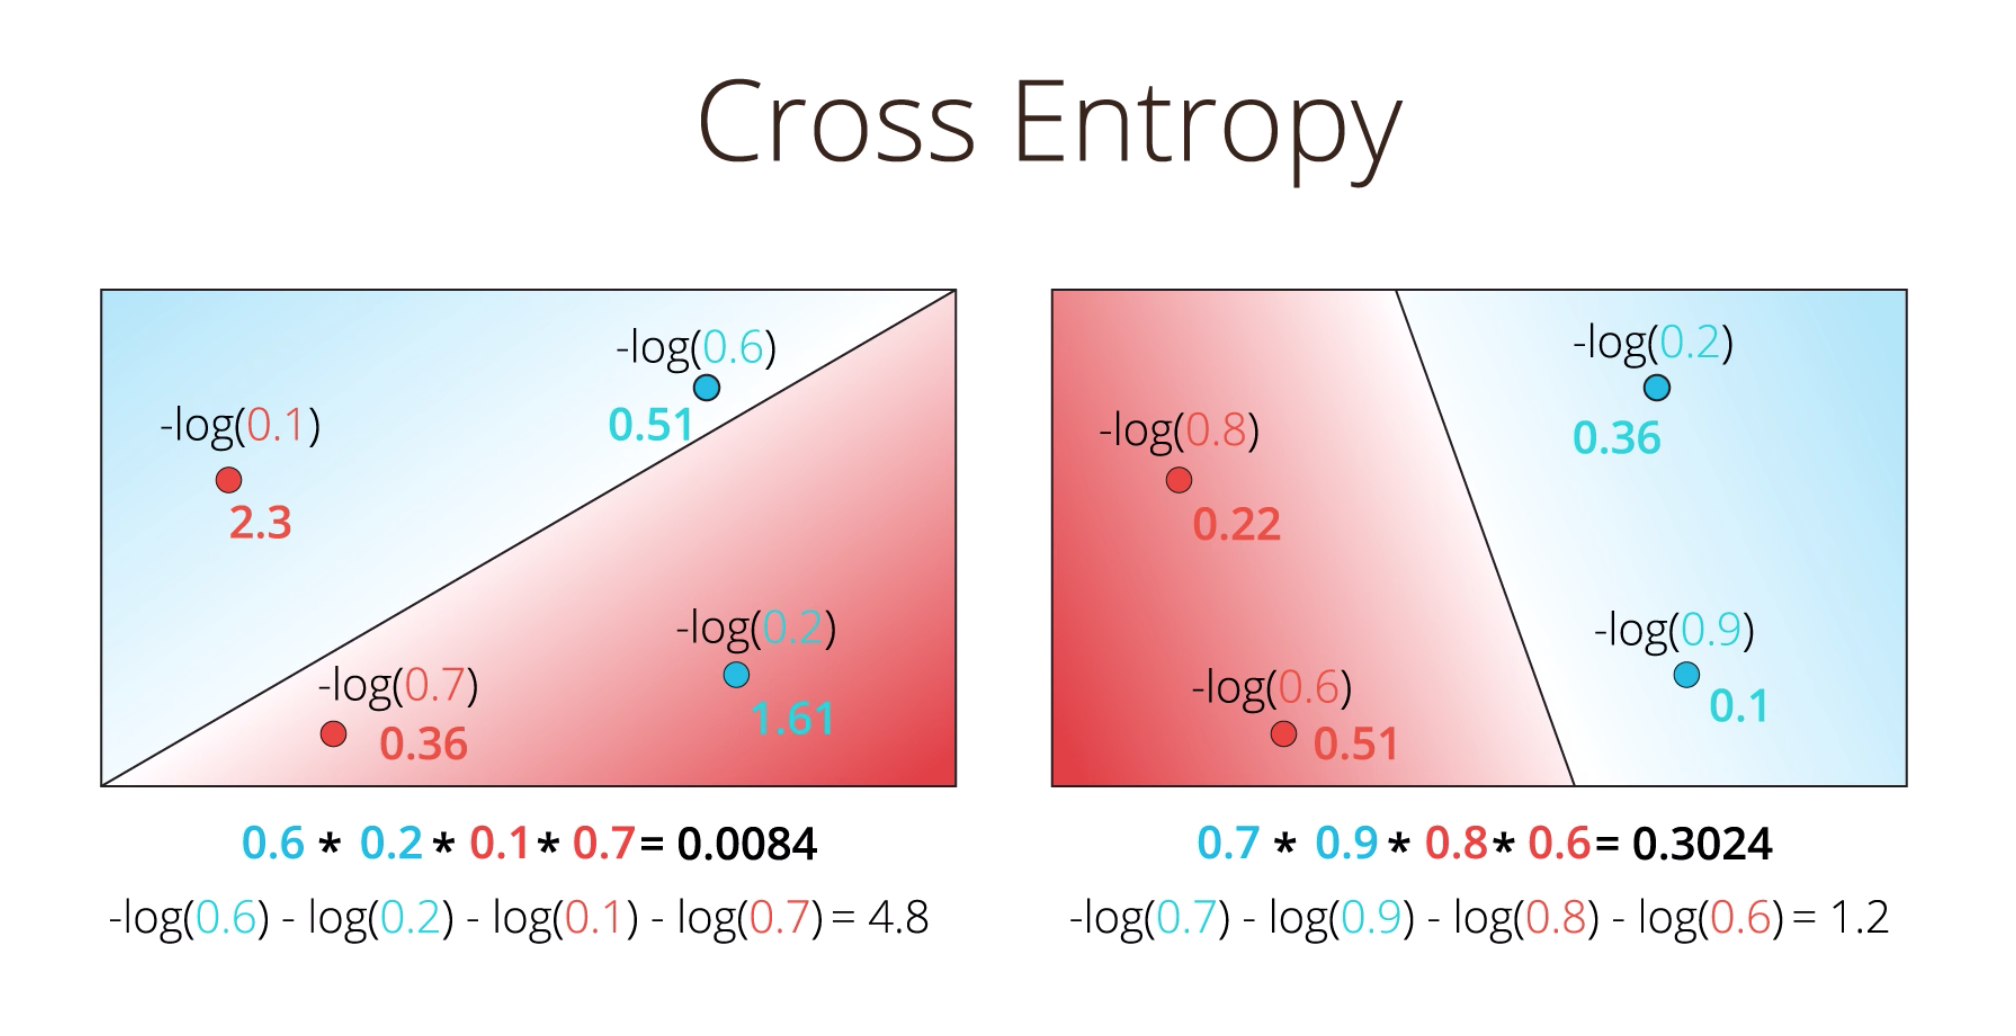 Cross Entropy
-log(0.6)
0.51
-log(0.1)
2.3
-log(0.2)
1.61
-log(0.7)
0.36
0.6 * 0.2 * 0.1 * 0.7 = 0.0084
-log(0.6) - log(0.2) - log(0.1) - log(0.7) = 4.8
-log(0.2)
0.36
-log(0.8)
0.22
-log(0.9)
0.1
-log(0.6)
0.51
0.7 * 0.9 * 0.8 * 0.6 = 0.3024
-log(0.7) - log(0.9) - log(0.8) - log(0.6) = 1.2